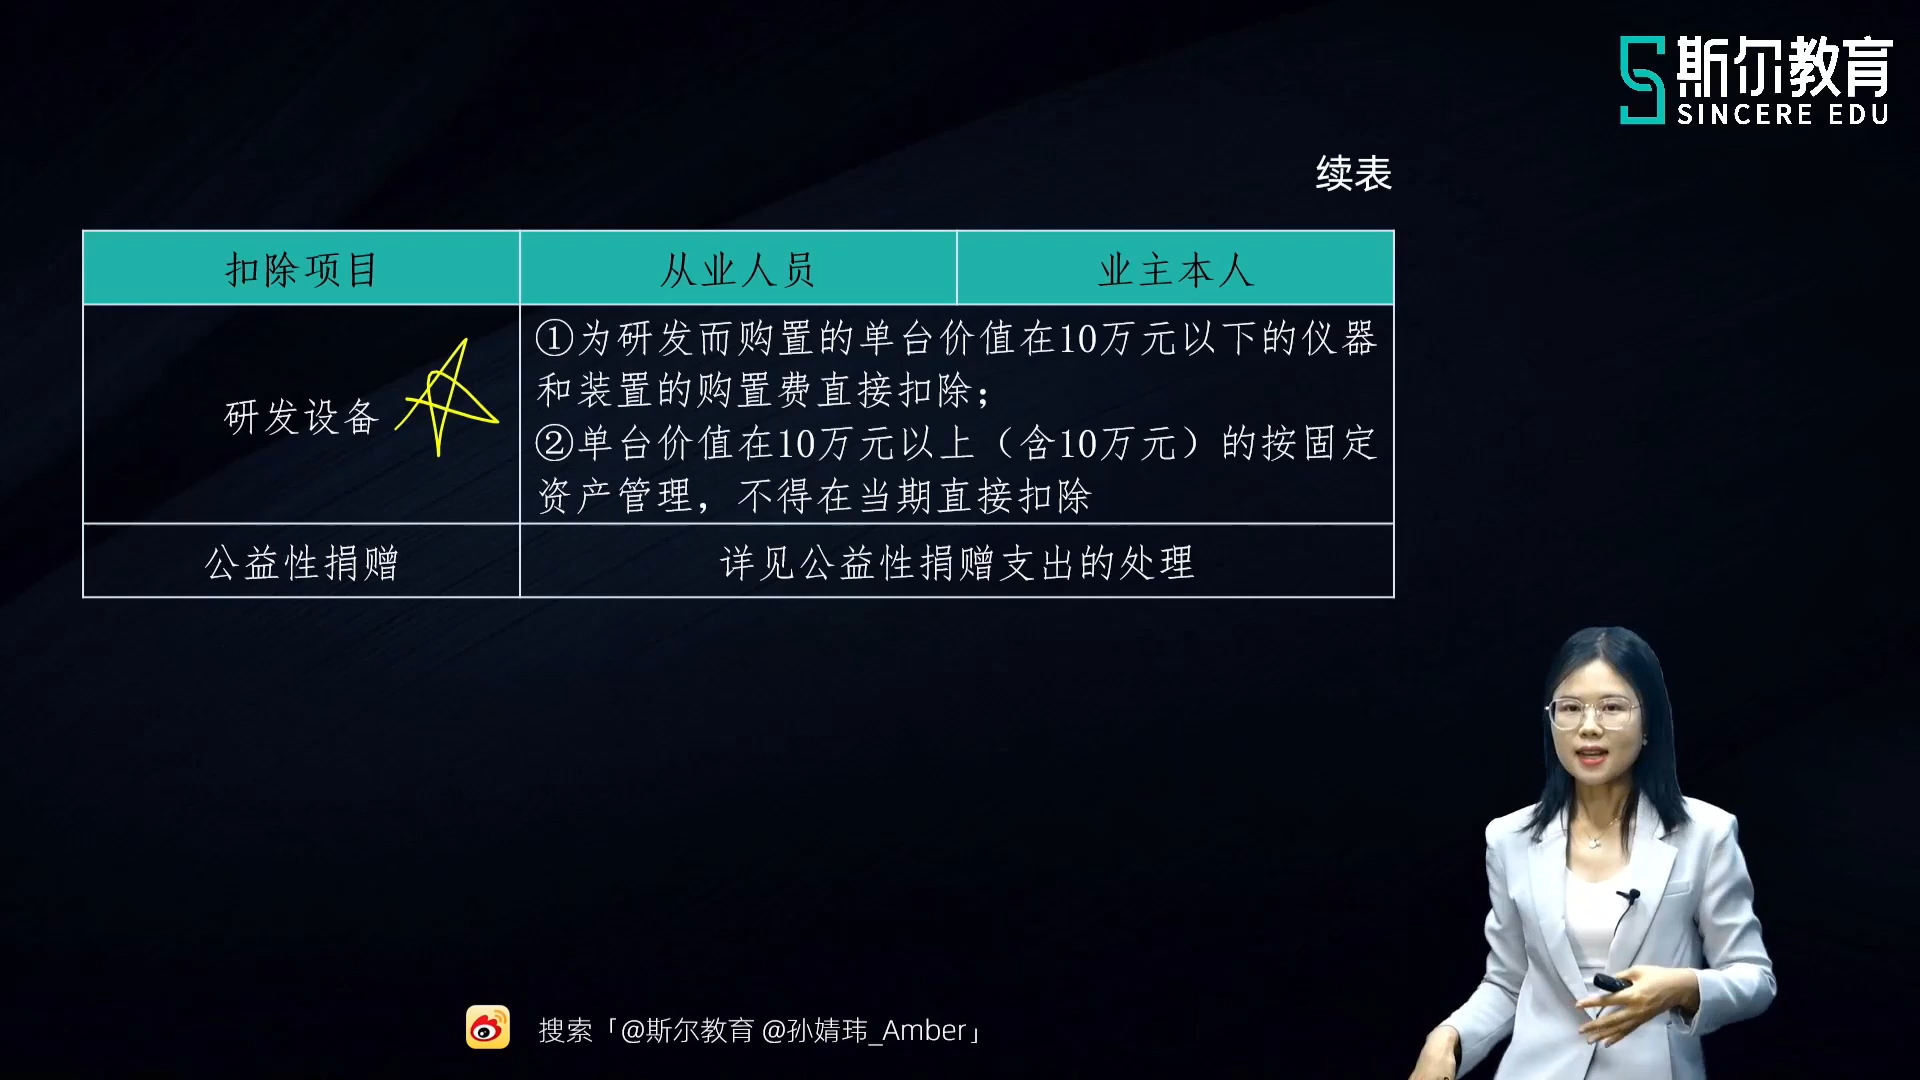 斯尔教育
SINCERE EDU
续表
扣除项目
从业人员
业主本人
研发设备
①为研发而购置的单台价值在10万元以下的仪器
和装置的购置费直接扣除；
②单台价值在10万元以上（含10万元）的按固定
资产管理，不得在当期直接扣除
公益性捐赠
详见公益性捐赠支出的处理
搜索「@斯尔教育 @孙婧玮_Amber」